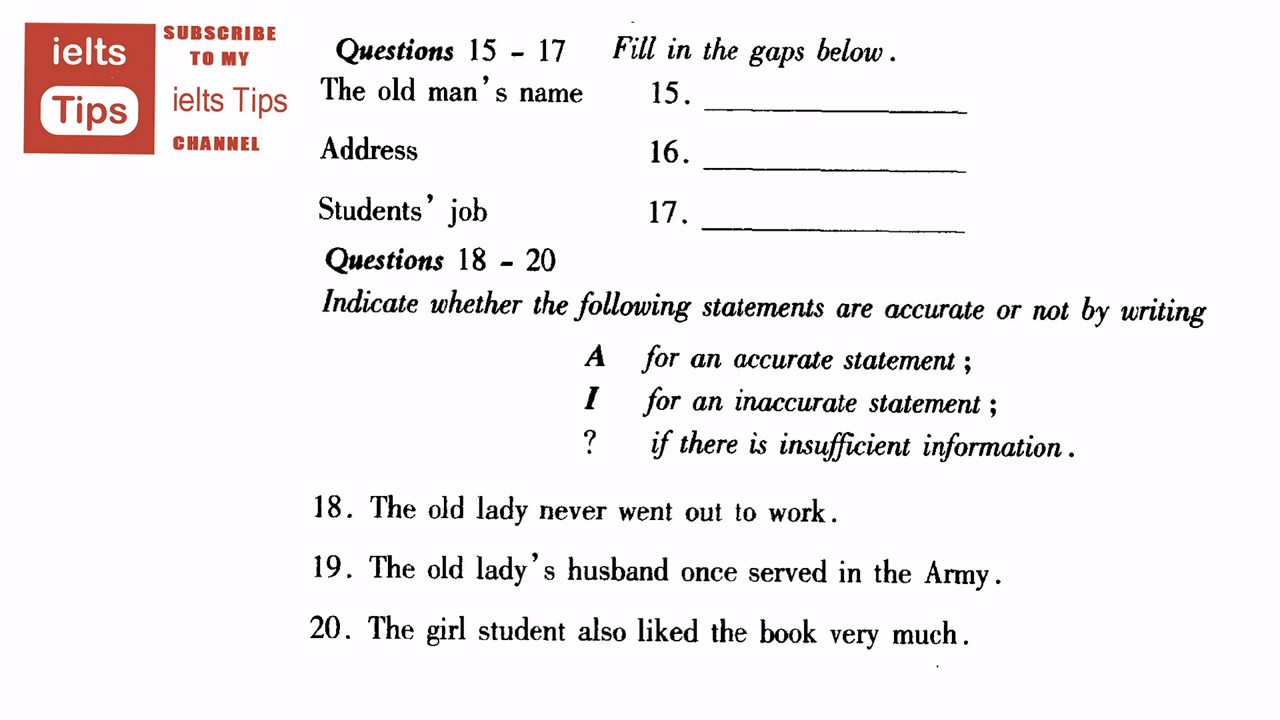 ielts
Tips
SUBSCRIBE
TO MY
ielts Tips
CHANNEL
Questions 15 - 17 Fill in the gaps below.
The old man's name 15. ____________
Address 16. ____________
Students' job 17. ____________
Questions 18 - 20
Indicate whether the following statements are accurate or not by writing
A for an accurate statement;
I for an inaccurate statement;
? if there is insufficient information.
18. The old lady never went out to work.
19. The old lady's husband once served in the Army.
20. The girl student also liked the book very much.